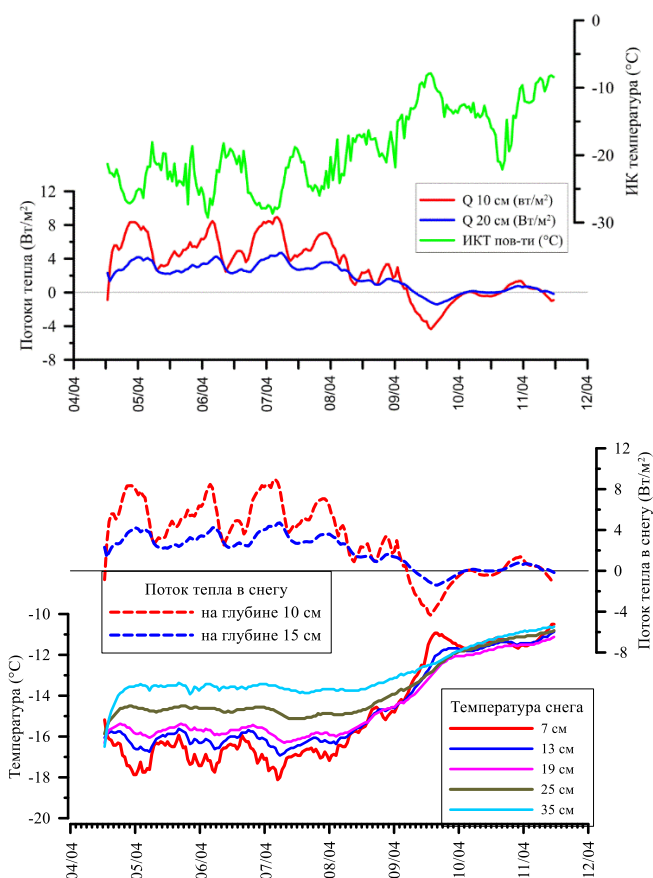 0
-10
-20
-30
ИК температура (°C)
12
8
4
0
-4
-8
Потоки тепла (Вт/м²)
Q 10 см (вт/м²)
Q 20 см (Вт/м²)
ИКТ пов-ти (°C)
04/04
05/04
06/04
07/04
08/04
09/04
10/04
11/04
12/04
12
8
4
0
-4
-8
Поток тепла в снегу (Вт/м²)
Поток тепла в снегу
на глубине 10 см
на глубине 15 см
-10
-12
-14
-16
-18
-20
Температура (°C)
Температура снега
7 см
13 см
19 см
25 см
35 см
04/04
05/04
06/04
07/04
08/04
09/04
10/04
11/04
12/04